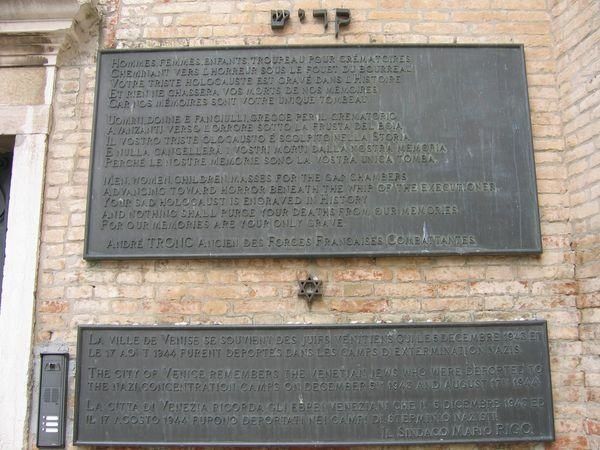 קדיש
HOMMES, FEMMES, ENFANTS, TROUPEAU POUR CRÉMATOIRES
CHEMINANT VERS L'HORREUR SOUS LE FOUET DU BOURREAU
VOTRE TRISTE HOLOCAUSTE EST GRAVÉ DANS L'HISTOIRE
ET RIEN NE CHASSERA VOS MORTS DE NOS MÉMOIRES
CAR NOS MÉMOIRES SONT VOTRE UNIQUE TOMBEAU
UOMINI, DONNE E FANCIULLI, GREGGE PER IL CREMATORIO,
AVANZANTI VERSO L'ORRORE SOTTO LA FRUSTA DEL BOIA,
IL VOSTRO TRISTE OLOCAUSTO È SCOLPITO NELLA STORIA
E NULLA CANCELLERÀ I VOSTRI MORTI DALLA NOSTRA MEMORIA
PERCHÉ LE NOSTRE MEMORIE SONO LA VOSTRA UNICA TOMBA.
MEN, WOMEN, CHILDREN, MASSES FOR THE GAS CHAMBERS
ADVANCING TOWARD HORROR BENEATH THE WHIP OF THE EXECUTIONER
YOUR SAD HOLOCAUST IS ENGRAVED IN HISTORY
AND NOTHING SHALL PURGE YOUR DEATHS FROM OUR MEMORIES
FOR OUR MEMORIES ARE YOUR ONLY GRAVE
ANDRÉ TRONC ANCIEN DES FORCES FRANÇAISES COMBATTANTES
LA VILLE DE VENISE SE SOUVIENT DES JUIFS VENITIENS QUI LE 5 DECEMBRE 1943 ET
LE 17 AOUT 1944 FURENT DEPORTÉS DANS LES CAMPS D'EXTERMINATION NAZIS
THE CITY OF VENICE REMEMBERS THE VENETIAN JEWS WHO WERE DEPORTED TO
THE NAZI CONCENTRATION CAMPS ON DECEMBER 5TH 1943 AND AUGUST 17TH 1944
LA CITTÀ DI VENEZIA RICORDA GLI EBREI VENEZIANI CHE IL 5 DICEMBRE 1943 ED
IL 17 AGOSTO 1944 FURONO DEPORTATI NEI CAMPI DI STERMINIO NAZISTI
IL SINDACO MARIO RIGO